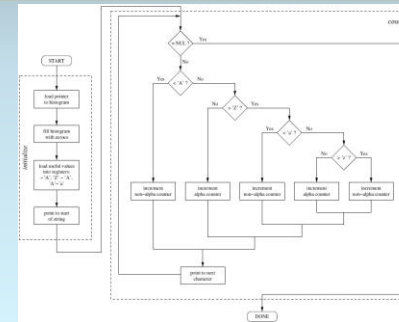 START
initialize
load pointer
to histogram
fill histogram
with zeroes
load useful values
into registers:
point to start
of string
= NUL ?
Yes
No
< 'A' ?
Yes
No
> 'Z' ?
No
Yes
< 'a' ?
Yes
No
> 'z' ?
No
Yes
increment
non-alpha counter
increment
alpha counter
increment
non-alpha counter
increment
alpha counter
increment
non-alpha counter
point to next
character
DONE